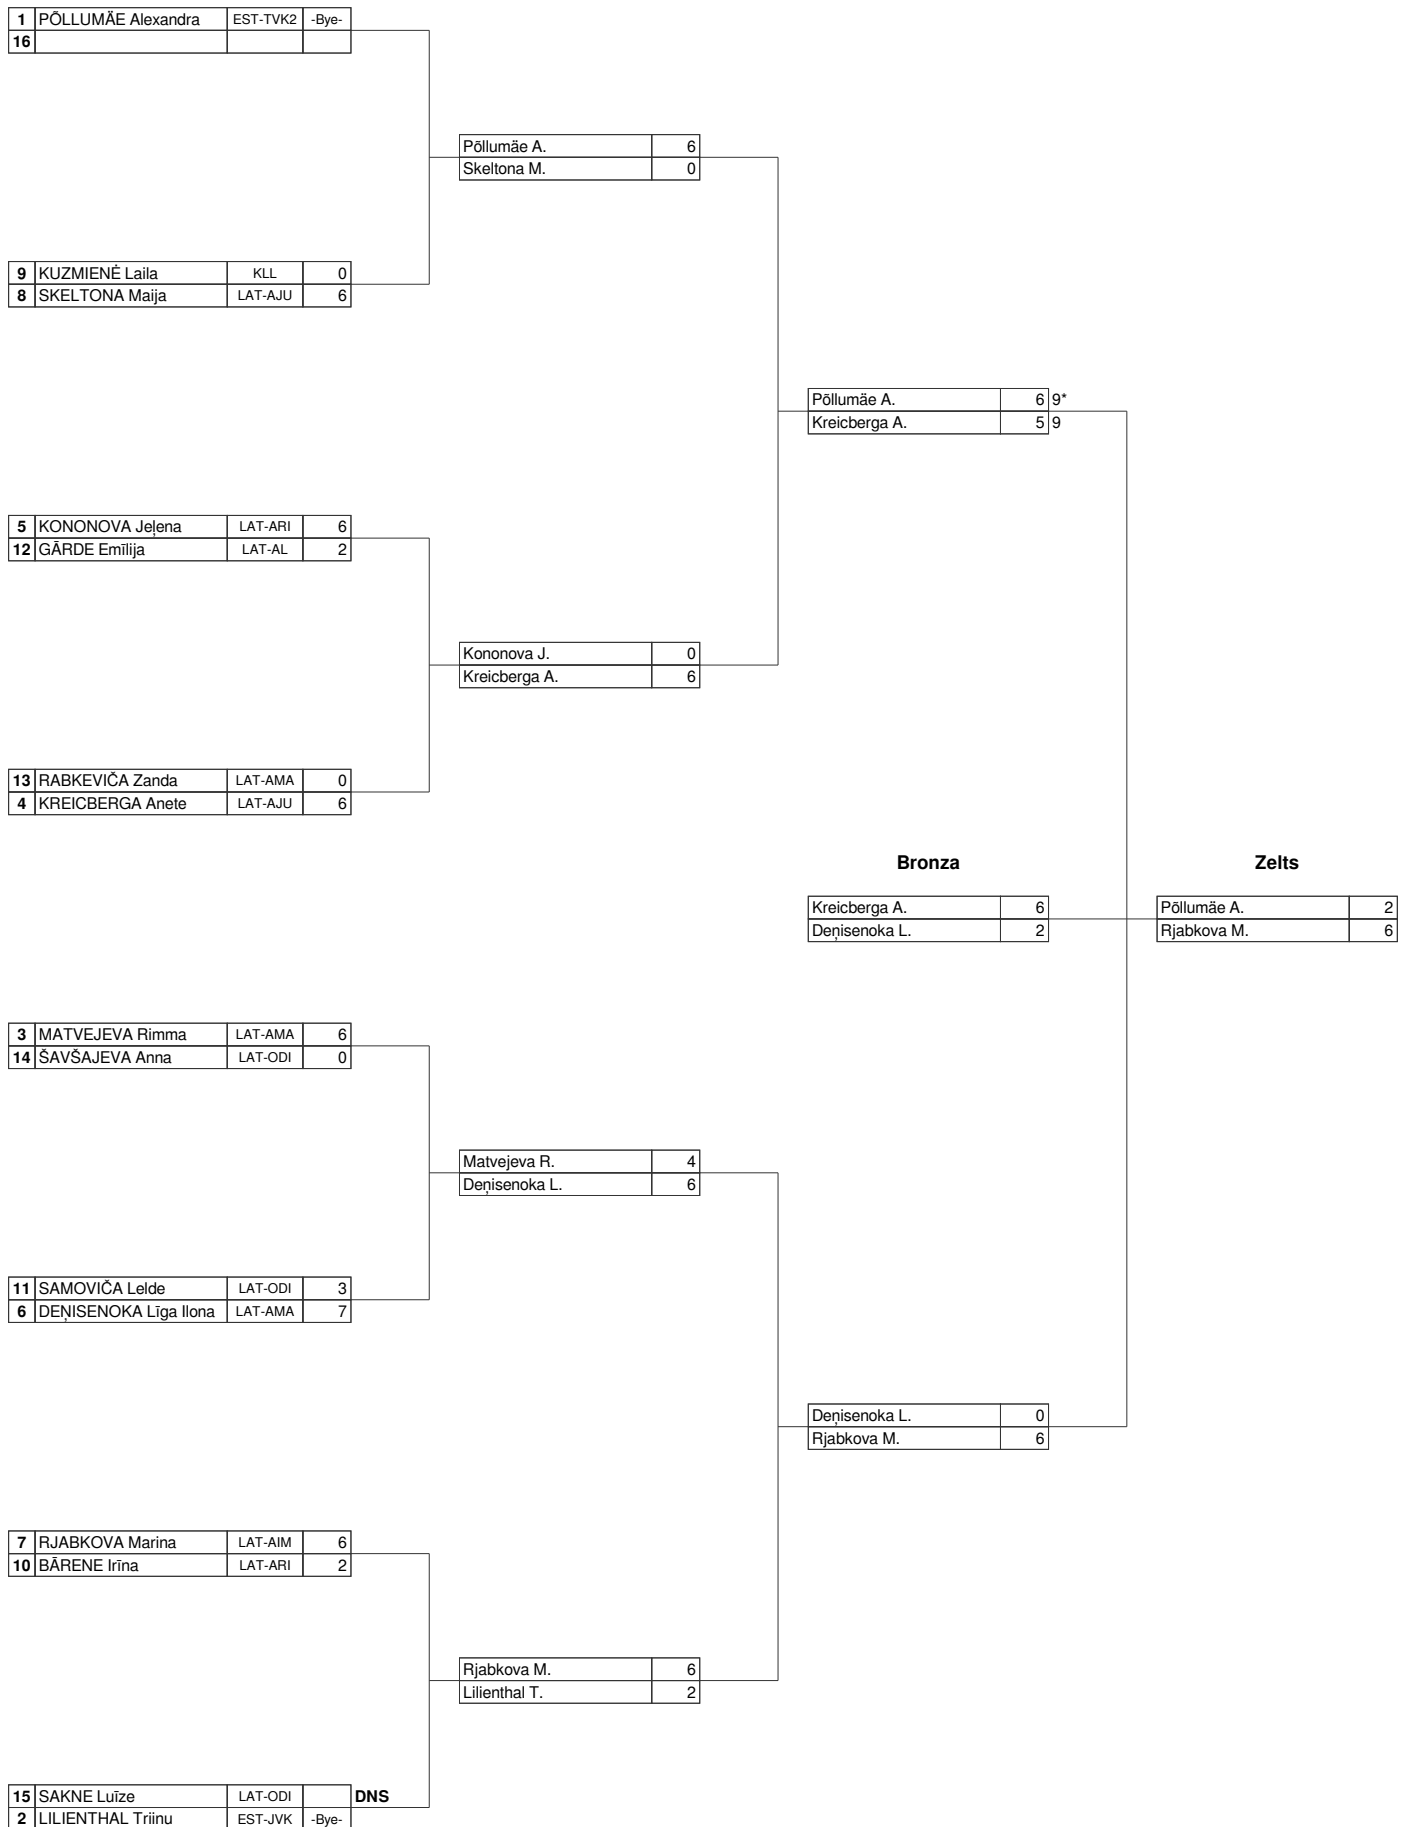 1 PÕLLUMÄE Alexandra EST-TVK2 -Bye-
16
Põllumäe A. 6
Skeltona M. 0
9 KUZMIENĖ Laila KLL 0
8 SKELTONA Maija LAT-AJU 6
Põllumäe A. 6 9*
Kreicberga A. 5 9
5 KONONOVA Jeļena LAT-ARI 6
12 GĀRDE Emīlija LAT-AL 2
Kononova J. 0
Kreicberga A. 6
13 RABKEVIČA Zanda LAT-AMA 0
4 KREICBERGA Anete LAT-AJU 6
Bronza Zelts
Kreicberga A. 6 Põllumäe A. 2
Deņisenoka L. 2 Rjabkova M. 6
3 MATVEJEVA Rimma LAT-AMA 6
14 ŠAVŠAJEVA Anna LAT-ODI 0
Matvejeva R. 4
Deņisenoka L. 6
11 SAMOVIČA Lelde LAT-ODI 3
6 DEŅISENOKA Līga Ilona LAT-AMA 7
Deņisenoka L. 0
Rjabkova M. 6
7 RJABKOVA Marina LAT-AIM 6
10 BĀRENE Irīna LAT-ARI 2
Rjabkova M. 6
Lilienthal T. 2
15 SAKNE Luīze LAT-ODI DNS
2 LILIENTHAL Triinu EST-JVK -Bye-